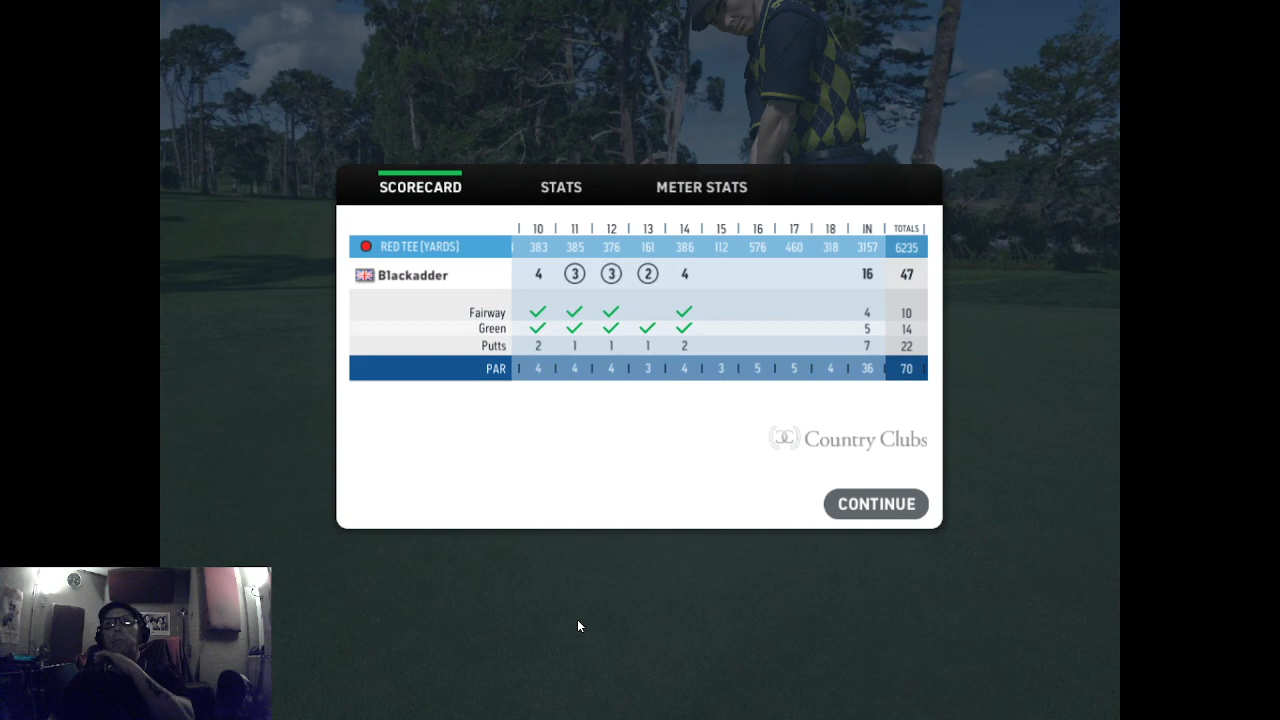 SCORECARD STATS METER STATS
10 11 12 13 14 15 16 17 18 IN TOTALS
RED TEE [YARDS] 383 385 376 161 386 112 576 460 318 3157 6235
Blackadder 4 3 3 2 4 16 47
Fairway 4 10
Green 5 14
Putts 2 1 1 1 2 7 22
PAR 4 4 4 3 4 3 5 5 4 36 70
CC Country Clubs
CONTINUE